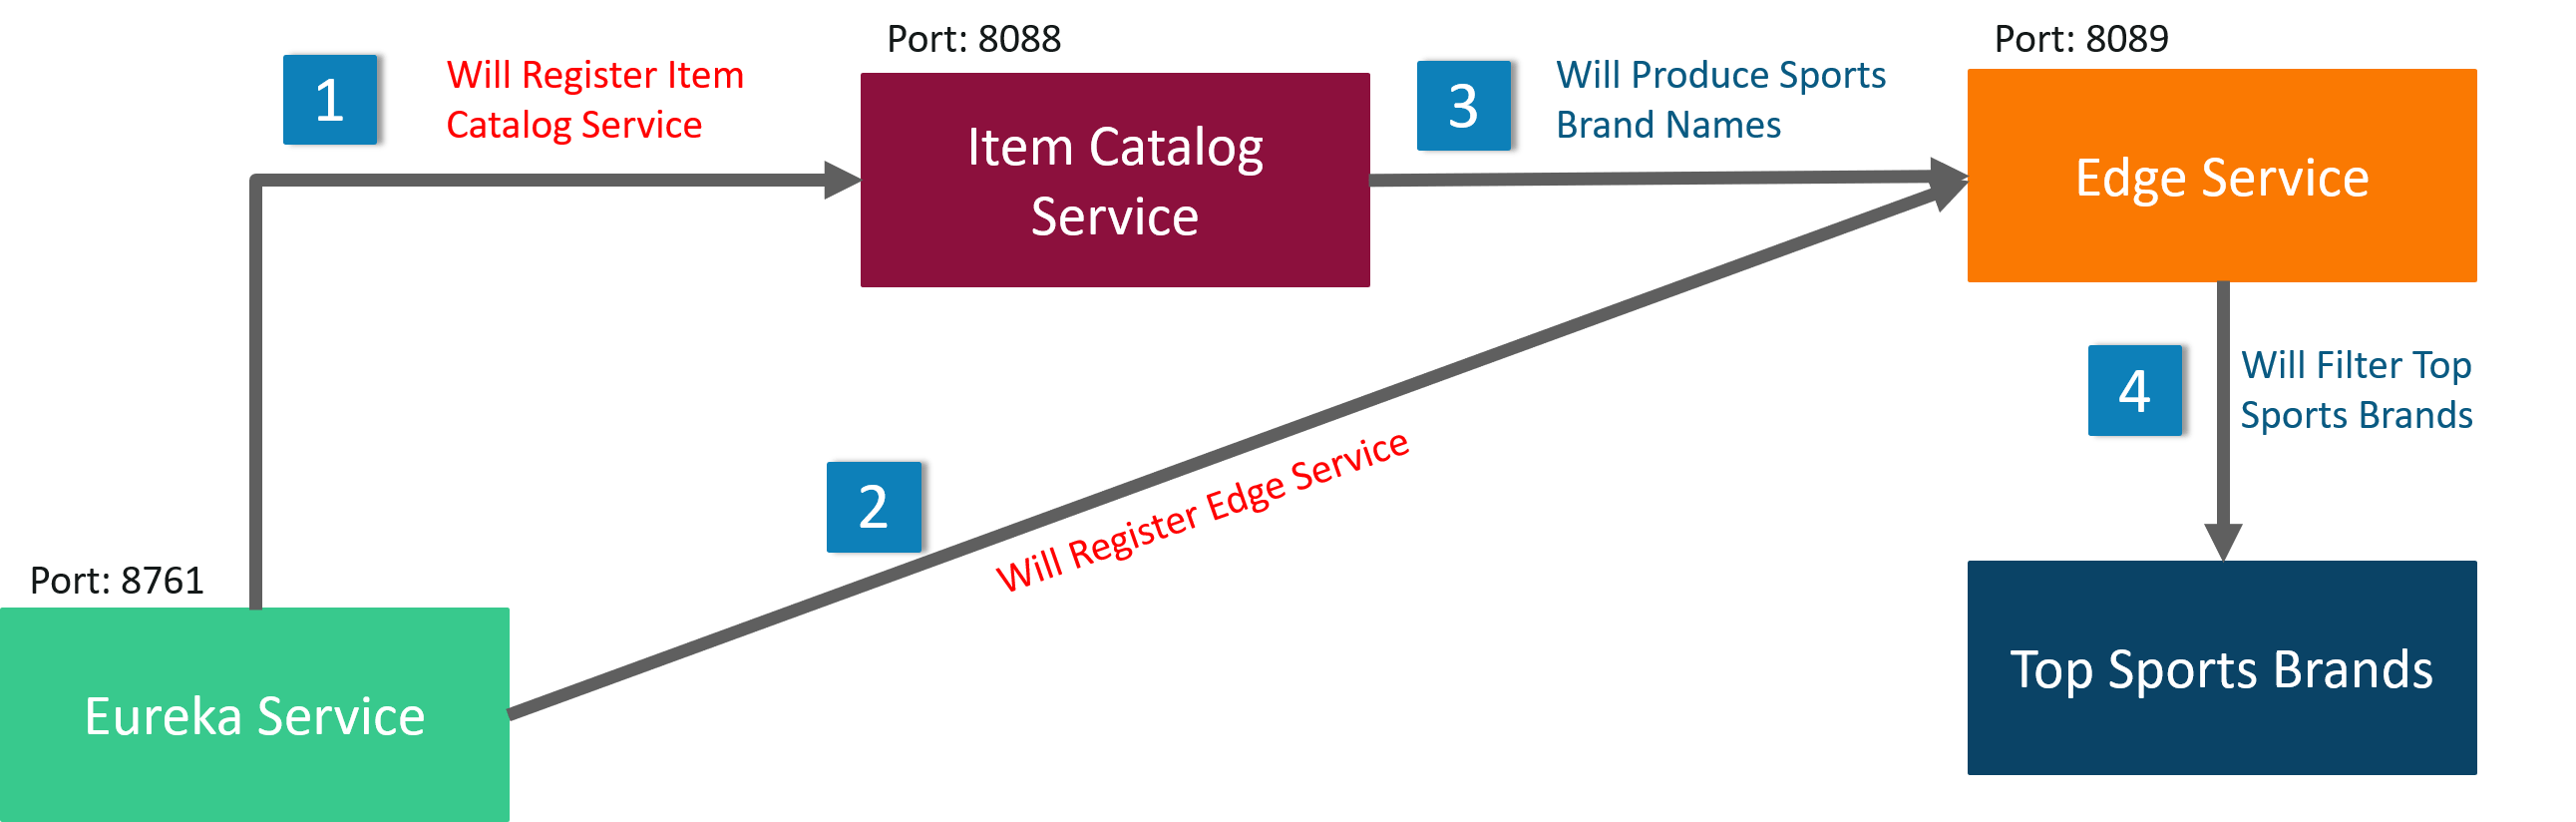 Port: 8088
Port: 8089
1
Will Register Item
Catalog Service
3
Will Produce Sports
Brand Names
Item Catalog
Service
Edge Service
4
Will Filter Top
Sports Brands
2
Will Register Edge Service
Port: 8761
Eureka Service
Top Sports Brands